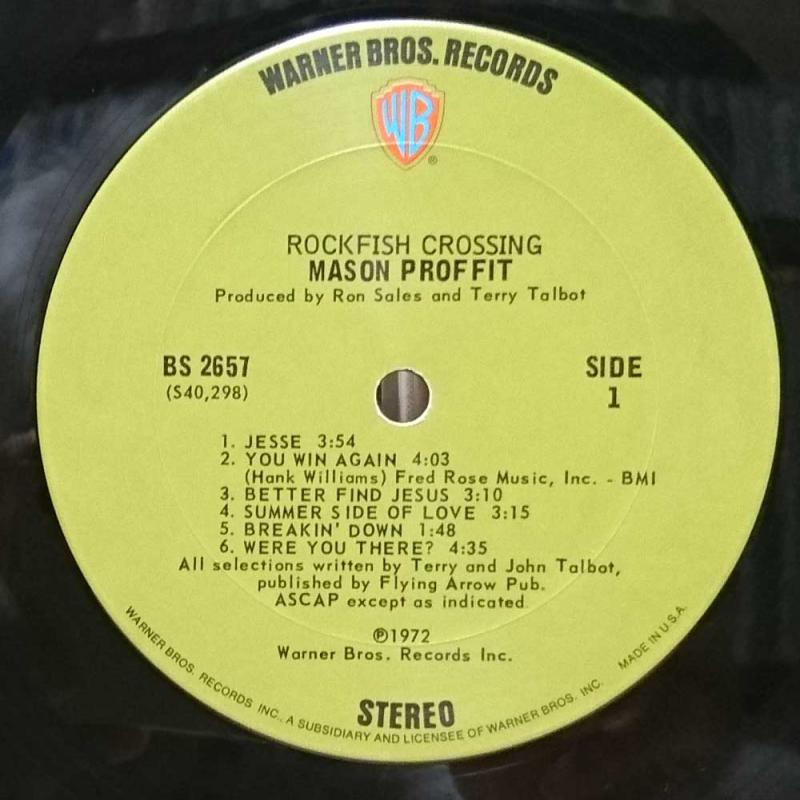 WARNER BROS. RECORDS
WB
®
ROCKFISH CROSSING
MASON PROFFIT
Produced by Ron Sales and Terry Talbot
BS 2657
(S40,298)
SIDE
1
1. JESSE 3:54
2. YOU WIN AGAIN 4:03
(Hank Williams) Fred Rose Music, Inc. - BMI
3. BETTER FIND JESUS 3:10
4. SUMMER SIDE OF LOVE 3:15
5. BREAKIN' DOWN 1:48
6. WERE YOU THERE? 4:35
All selections written by Terry and John Talbot,
published by Flying Arrow Pub.
ASCAP except as indicated.
℗1972
Warner Bros. Records Inc.
STEREO
WARNER BROS. RECORDS INC., A SUBSIDIARY AND LICENSEE OF WARNER BROS. INC. MADE IN U.S.A.